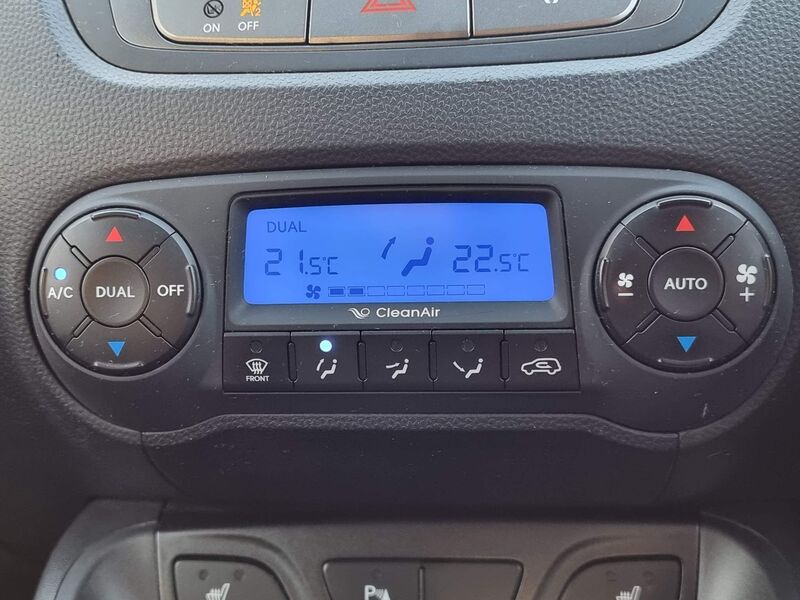 ON OFF
DUAL
21.5°C 22.5°C
A/C DUAL OFF
AUTO
- +
CleanAir
FRONT
P